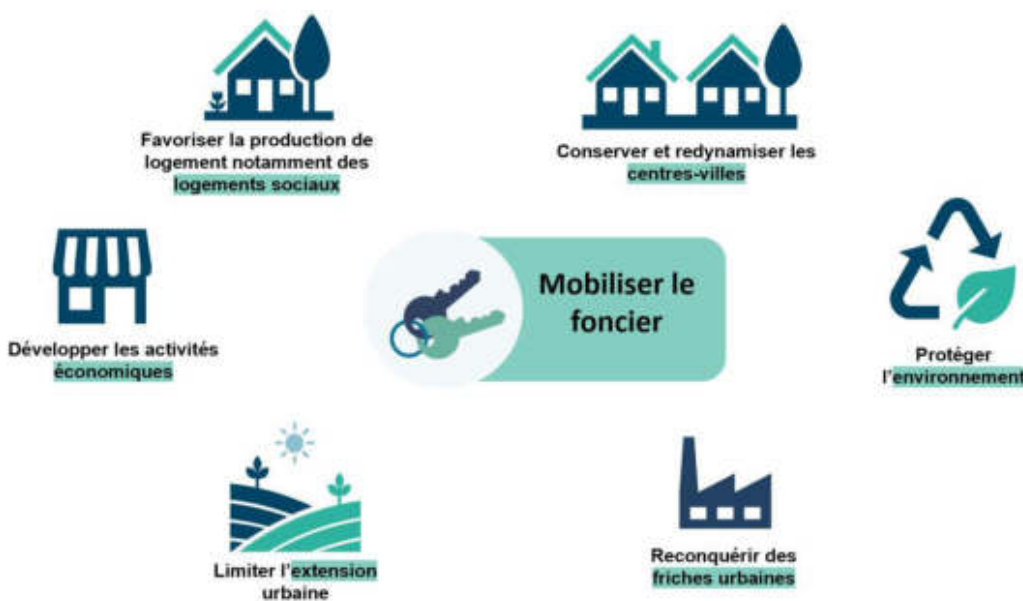 Favoriser la production de
logement notamment des
logements sociaux
Conserver et redynamiser les
centres-villes
Développer les activités
économiques
Mobiliser le
foncier
Protéger
l'environnement
Limiter l'extension
urbaine
Reconquérir des
friches urbaines